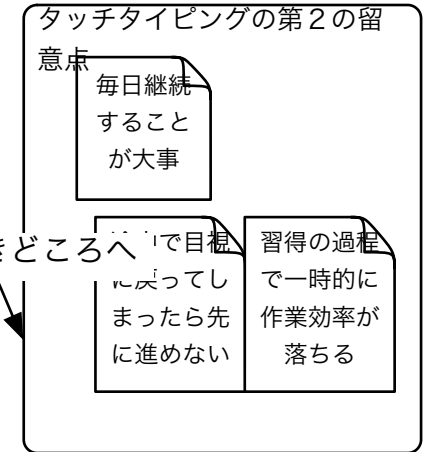 タッチタイピングの第２の留
意点
毎日継続
すること
が大事
きどころへ
で目視
に戻ってし
まったら先
に進めない
習得の過程
で一時的に
作業効率が
落ちる